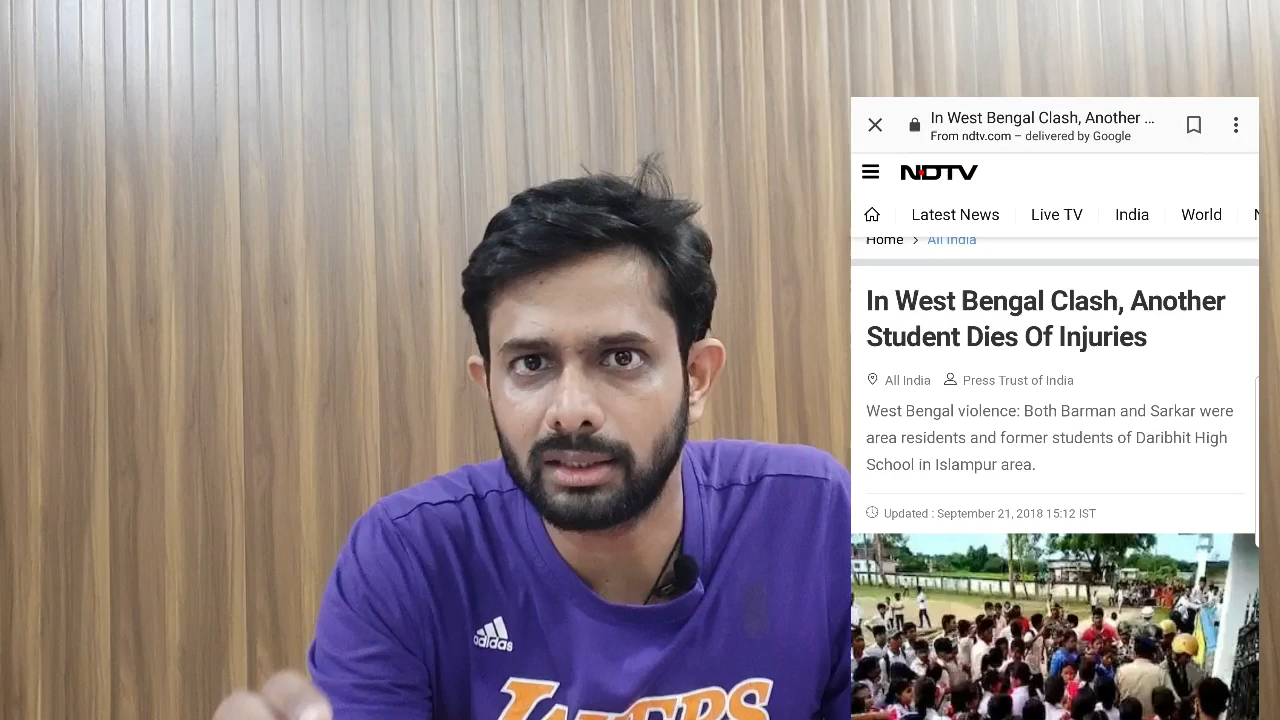 In West Bengal Clash, Another ...
From ndtv.com – delivered by Google
NDTV
Latest News Live TV India World
Home > All India
In West Bengal Clash, Another
Student Dies Of Injuries
All India Press Trust of India
West Bengal violence: Both Barman and Sarkar were
area residents and former students of Daribhit High
School in Islampur area.
Updated : September 21, 2018 15:12 IST
adidas
LAKERS